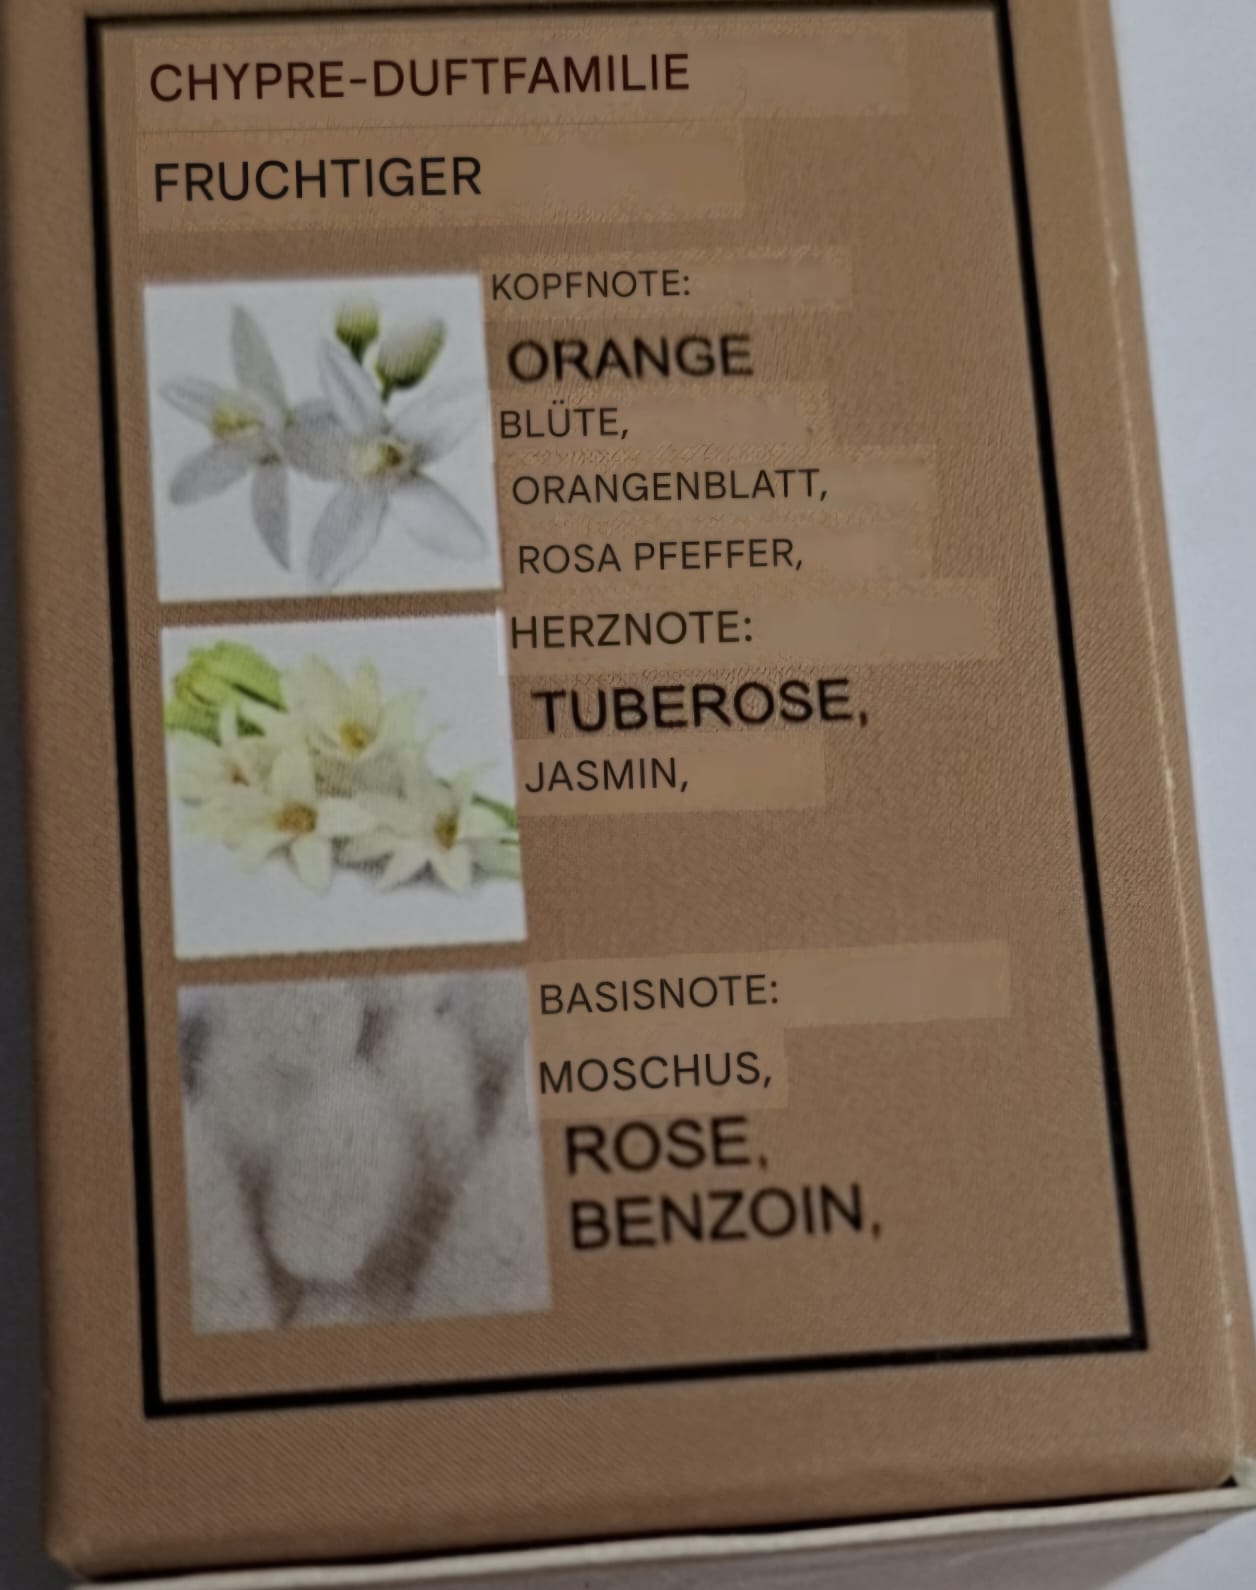 CHYPRE-DUFTFAMILIE
FRUCHTIGER
KOPFNOTE:
ORANGE
BLÜTE,
ORANGENBLATT,
ROSA PFEFFER,
HERZNOTE:
TUBEROSE,
JASMIN,
BASISNOTE:
MOSCHUS,
ROSE,
BENZOIN,